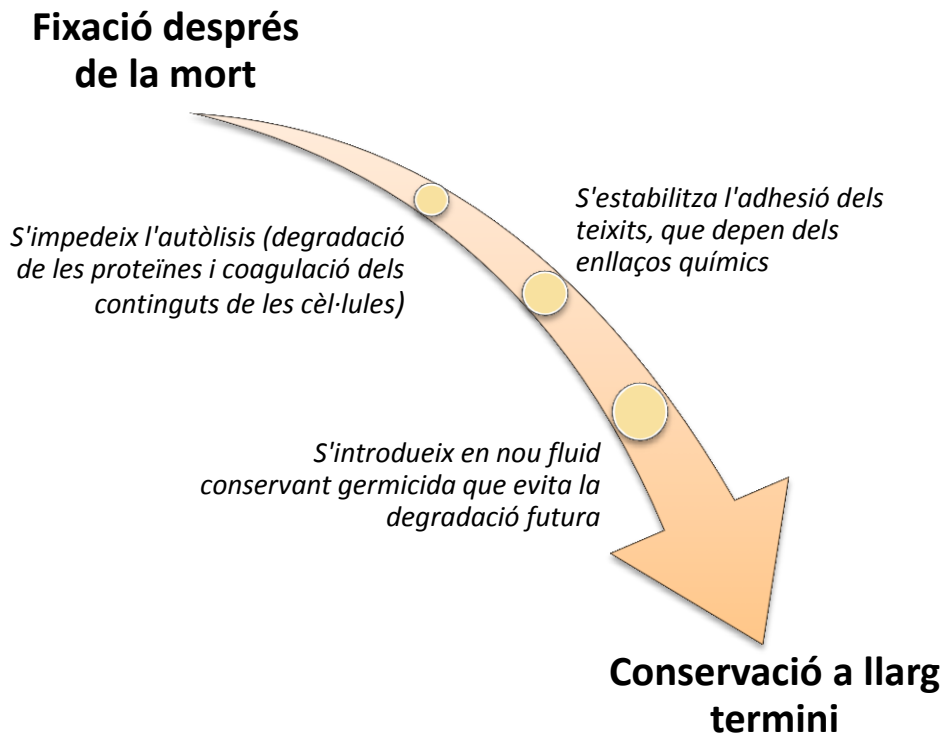 Fixació després
de la mort
S'impedeix l'autòlisis (degradació
de les proteïnes i coagulació dels
continguts de les cèl·lules)
S'estabilitza l'adhesió dels
teixits, que depen dels
enllaços químics
S'introdueix en nou fluid
conservant germicida que evita la
degradació futura
Conservació a llarg
termini